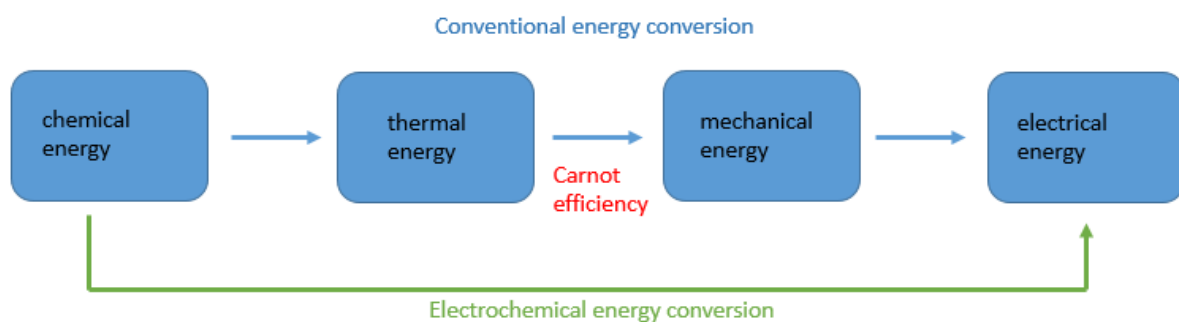 Conventional energy conversion
chemical
energy
thermal
energy
Carnot
efficiency
mechanical
energy
electrical
energy
Electrochemical energy conversion